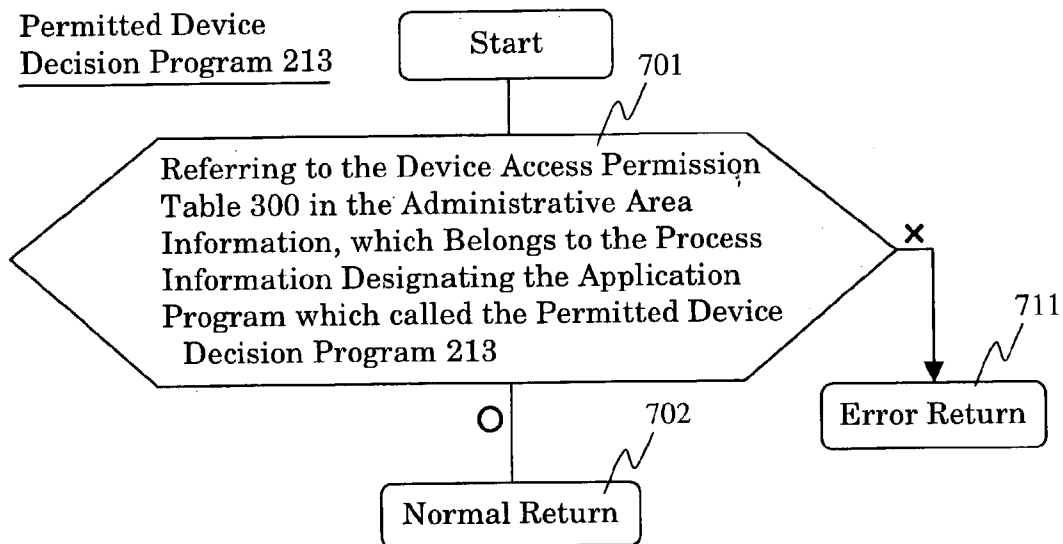 Permitted Device
Decision Program 213
Start
701
Referring to the Device Access Permission
Table 300 in the Administrative Area
Information, which Belongs to the Process
Information Designating the Application
Program which called the Permitted Device
Decision Program 213
×
711
Error Return
O
702
Normal Return